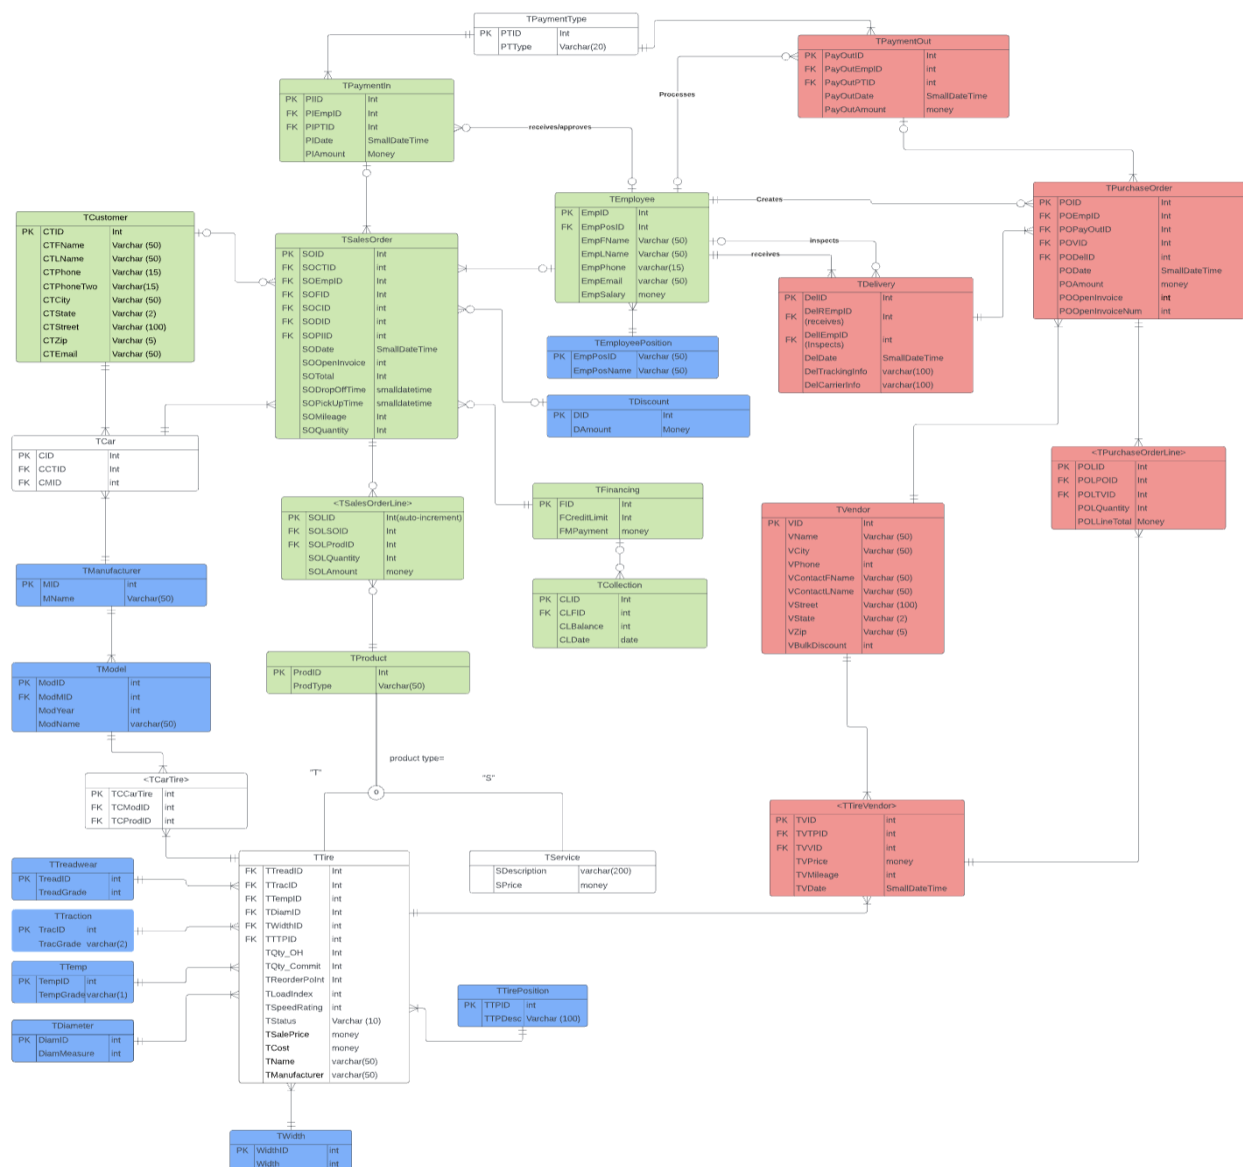 TPaymentType
PK PTID Int
PTType Varchar(20)
TPaymentOut
PK PayOutID Int
FK PayOutEmpID int
FK PayOutPTID int
PayOutDate SmallDateTime
PayOutAmount money
Processes
TPaymentIn
PK PIID Int
FK PIEmpID Int
FK PIPTID Int
PIDate SmallDateTime
PIAmount Money
receives/approves
TPurchaseOrder
PK POID Int
FK POEmpID Int
FK POPayOutID Int
FK POVID Int
FK PODelID int
PODate SmallDateTime
POAmount money
POOpenInvoice int
POOpenInvoiceNum int
TEmployee
PK EmpID Int
FK EmpPosID Int
EmpFName Varchar (50)
EmpLName Varchar (50)
EmpPhone varchar(15)
EmpEmail varchar (50)
EmpSalary money
Creates
inspects
receives
TCustomer
PK CTID Int
CTFName Varchar (50)
CTLName Varchar (50)
CTPhone Varchar (15)
CTPhoneTwo Varchar(15)
CTCity Varchar (50)
CTState Varchar (2)
CTStreet Varchar (100)
CTZip Varchar (5)
CTEmail Varchar (50)
TSalesOrder
PK SOID Int
FK SOCTID int
FK SOEmpID Int
FK SOFID Int
FK SOCID Int
FK SODID Int
FK SOPIID Int
SODate SmallDateTime
SOOpenInvoice int
SOTotal Int
SODropOffTime smalldatetime
SOPickUpTime smalldatetime
SOMileage Int
SOQuantity Int
TDelivery
PK DelID Int
FK DelREmpID (receives) Int
FK DelIEmpID (Inspects) int
DelDate SmallDateTime
DelTrackingInfo varchar(100)
DelCarrierInfo varchar(100)
TEmployeePosition
PK EmpPosID Varchar (50)
EmpPosName Varchar (50)
TDiscount
PK DID Int
DAmount Money
TCar
PK CID Int
FK CCTID Int
FK CMID int
<TPurchaseOrderLine>
PK POLID Int
FK POLPOID Int
FK POLTVID Int
POLQuantity Int
POLLineTotal Money
<TSalesOrderLine>
PK SOLID Int(auto-increment)
FK SOLSOID Int
FK SOLProdID Int
SOLQuantity Int
SOLAmount money
TFinancing
PK FID Int
FCreditLimit Int
FMPayment money
TVendor
PK VID Int
VName Varchar (50)
VCity Varchar (50)
VPhone int
VContactFName Varchar (50)
VContactLName Varchar (50)
VStreet Varchar (100)
VState Varchar (2)
VZip Varchar (5)
VBulkDiscount int
TManufacturer
PK MID int
MName Varchar(50)
TCollection
PK CLID Int
FK CLFID int
CLBalance int
CLDate date
TProduct
PK ProdID Int
ProdType Varchar(50)
TModel
PK ModID int
FK ModMID int
ModYear int
ModName varchar(50)
product type=
"T"
"S"
<TCarTire>
PK TCCarTire int
FK TCModID int
FK TCProdID int
<TTireVendor>
PK TVID int
FK TVTPID int
FK TVVID int
TVPrice money
TVMileage int
TVDate SmallDateTime
TTire
FK TTreadID Int
FK TTracID Int
FK TTempID int
FK TDiamID Int
FK TWidthID int
FK TTTPID int
TQty_OH Int
TQty_Commit Int
TReorderPoint Int
TLoadIndex int
TSpeedRating int
TStatus Varchar (10)
TSalePrice money
TCost money
TName varchar(50)
TManufacturer varchar(50)
TService
SDescription varchar(200)
SPrice money
TTreadwear
PK TreadID int
TreadGrade int
TTraction
PK TracID int
TracGrade varchar(2)
TTemp
PK TempID int
TempGrade varchar(1)
TDiameter
PK DiamID int
DiamMeasure int
TTirePosition
PK TTPID int
TTPDesc Varchar (100)
TWidth
PK WidthID int
Width int